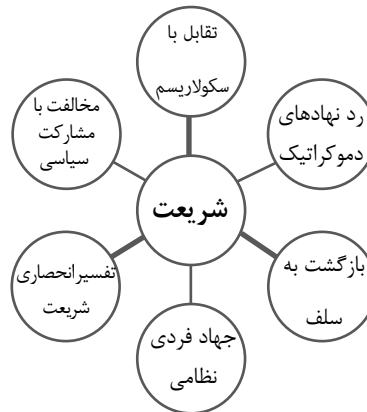 تقابل با
سکولاریسم
رد نهادهای
دموکراتیک
بازگشت به
سلف
جهاد فردی
نظامی
تفسیرانحصاری
شریعت
مخالفت با
مشارکت
سیاسی
شریعت